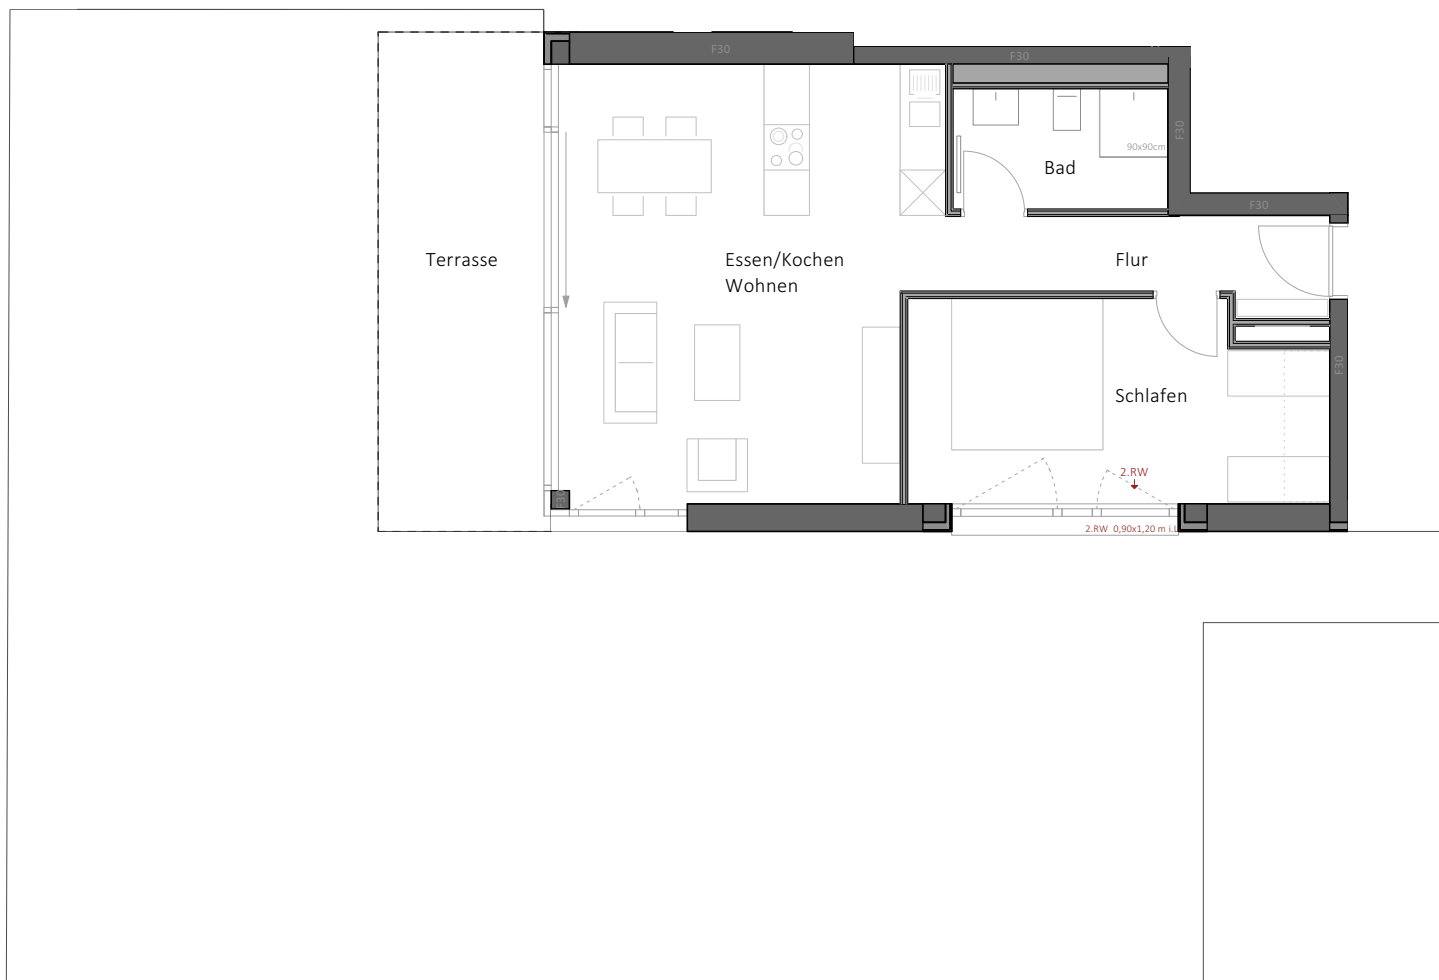 F30
F30
F30
90x90cm
Bad
F30
Terrasse
Essen/Kochen
Wohnen
Flur
F30
Schlafen
2.RW
F30
2.RW 0,90x1,20 m i.L